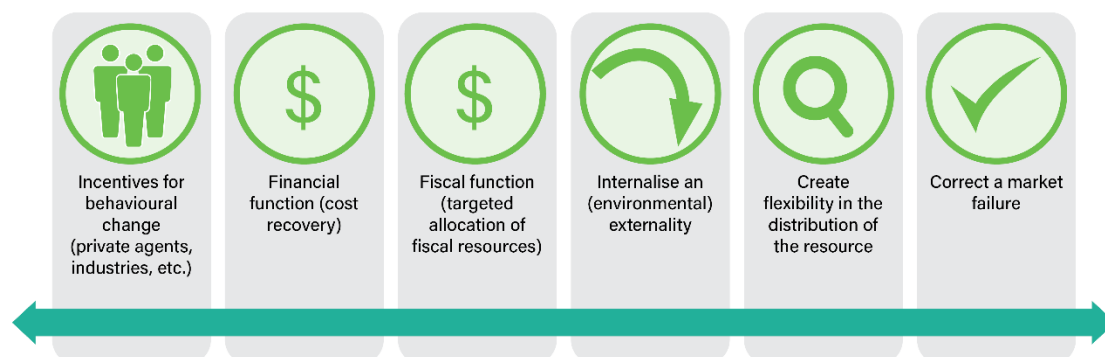 $
$
Incentives for
behavioural
change
(private agents,
industries, etc.)
Financial
function (cost
recovery)
Fiscal function
(targeted
allocation of
fiscal resources)
Internalise an
(environmental)
externality
Create
flexibility in the
distribution of
the resource
Correct a market
failure